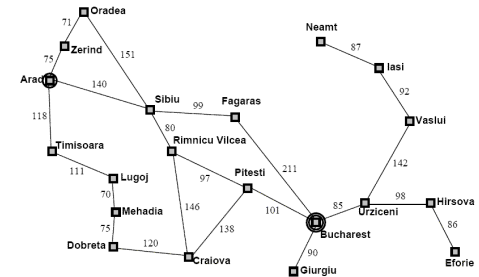 Oradea
Neamt
71
87
Zerind
Iasi
75
151
Arad
140
92
Sibiu
99
Fagaras
118
80
Vaslui
Timisoara
Rimnicu Vilcea
111
211
142
Lugoj
97
Pitesti
70
146
101
85
98
Hirsova
Mehadia
Urziceni
75
138
86
Bucharest
120
90
Dobreta
Craiova
Eforie
Giurgiu